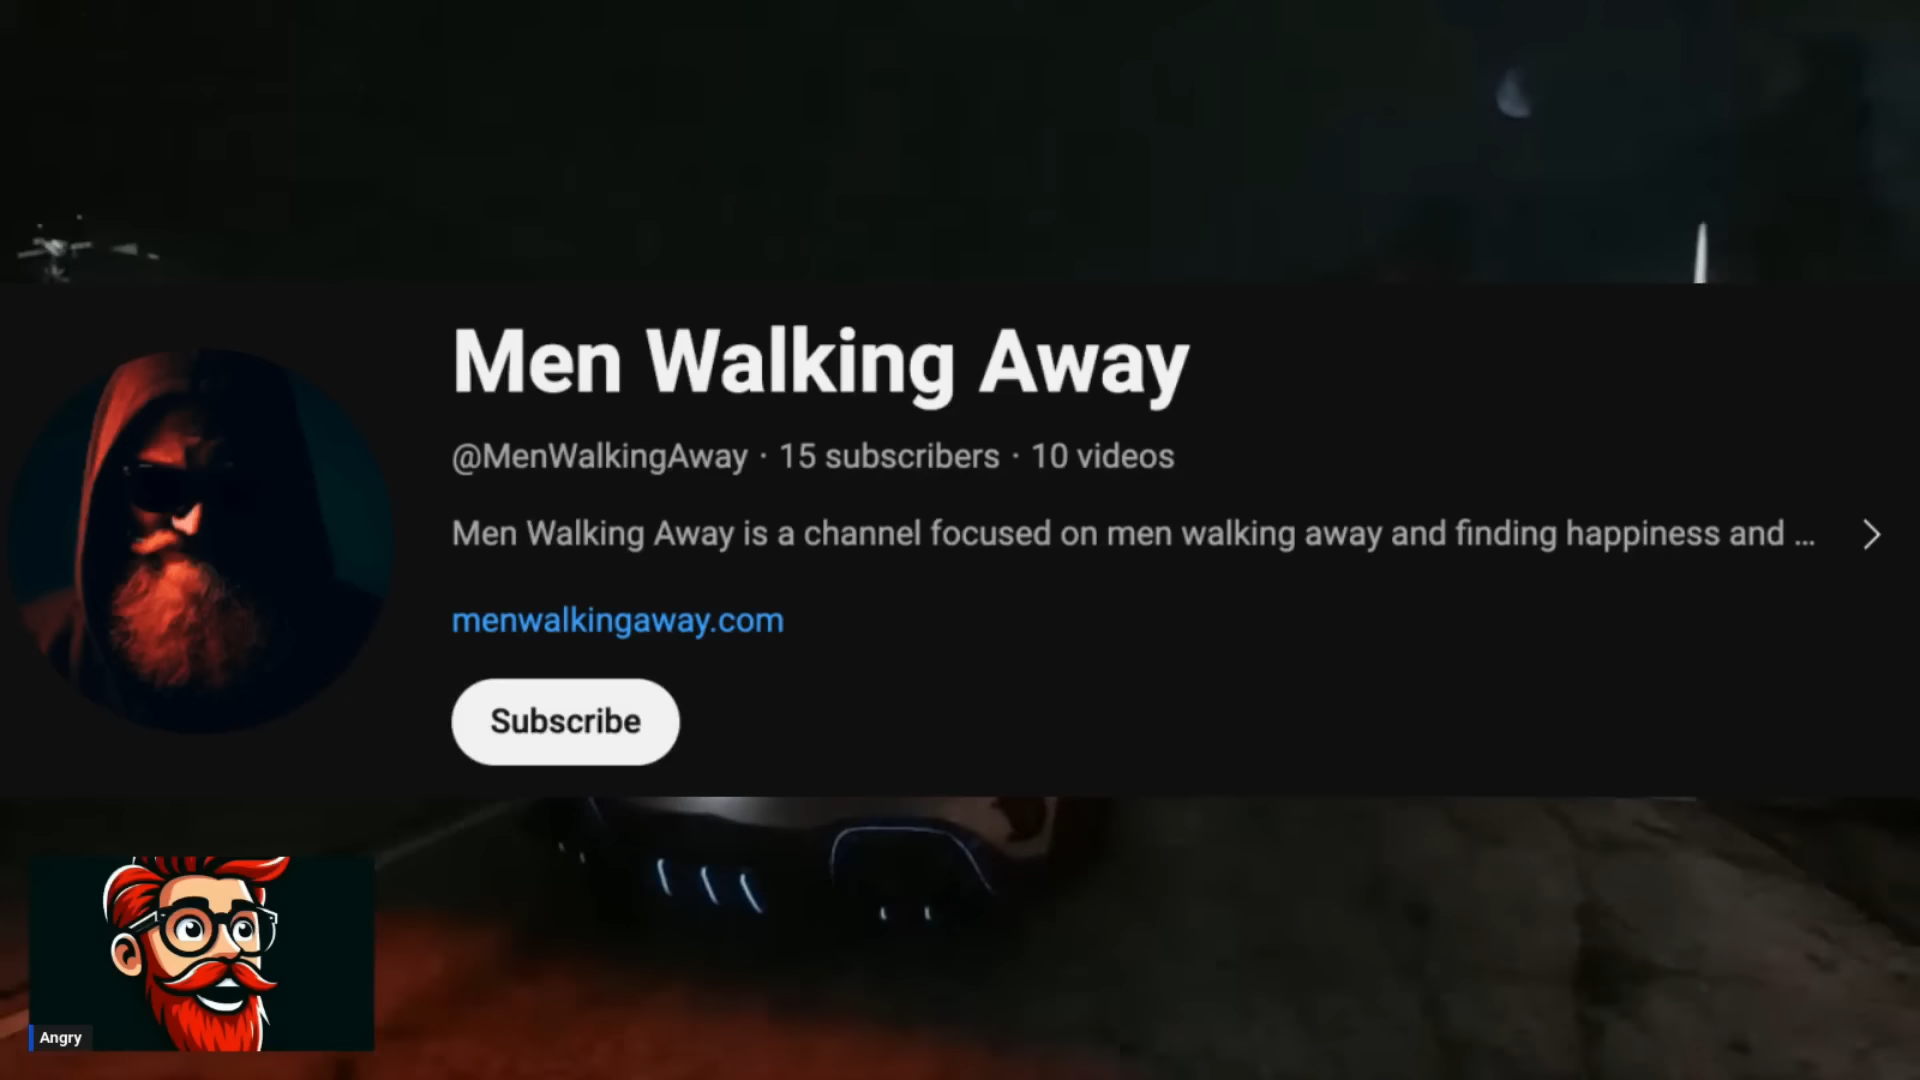 Men Walking Away
@MenWalkingAway · 15 subscribers · 10 videos
Men Walking Away is a channel focused on men walking away and finding happiness and ...
menwalkingaway.com
Subscribe
Angry